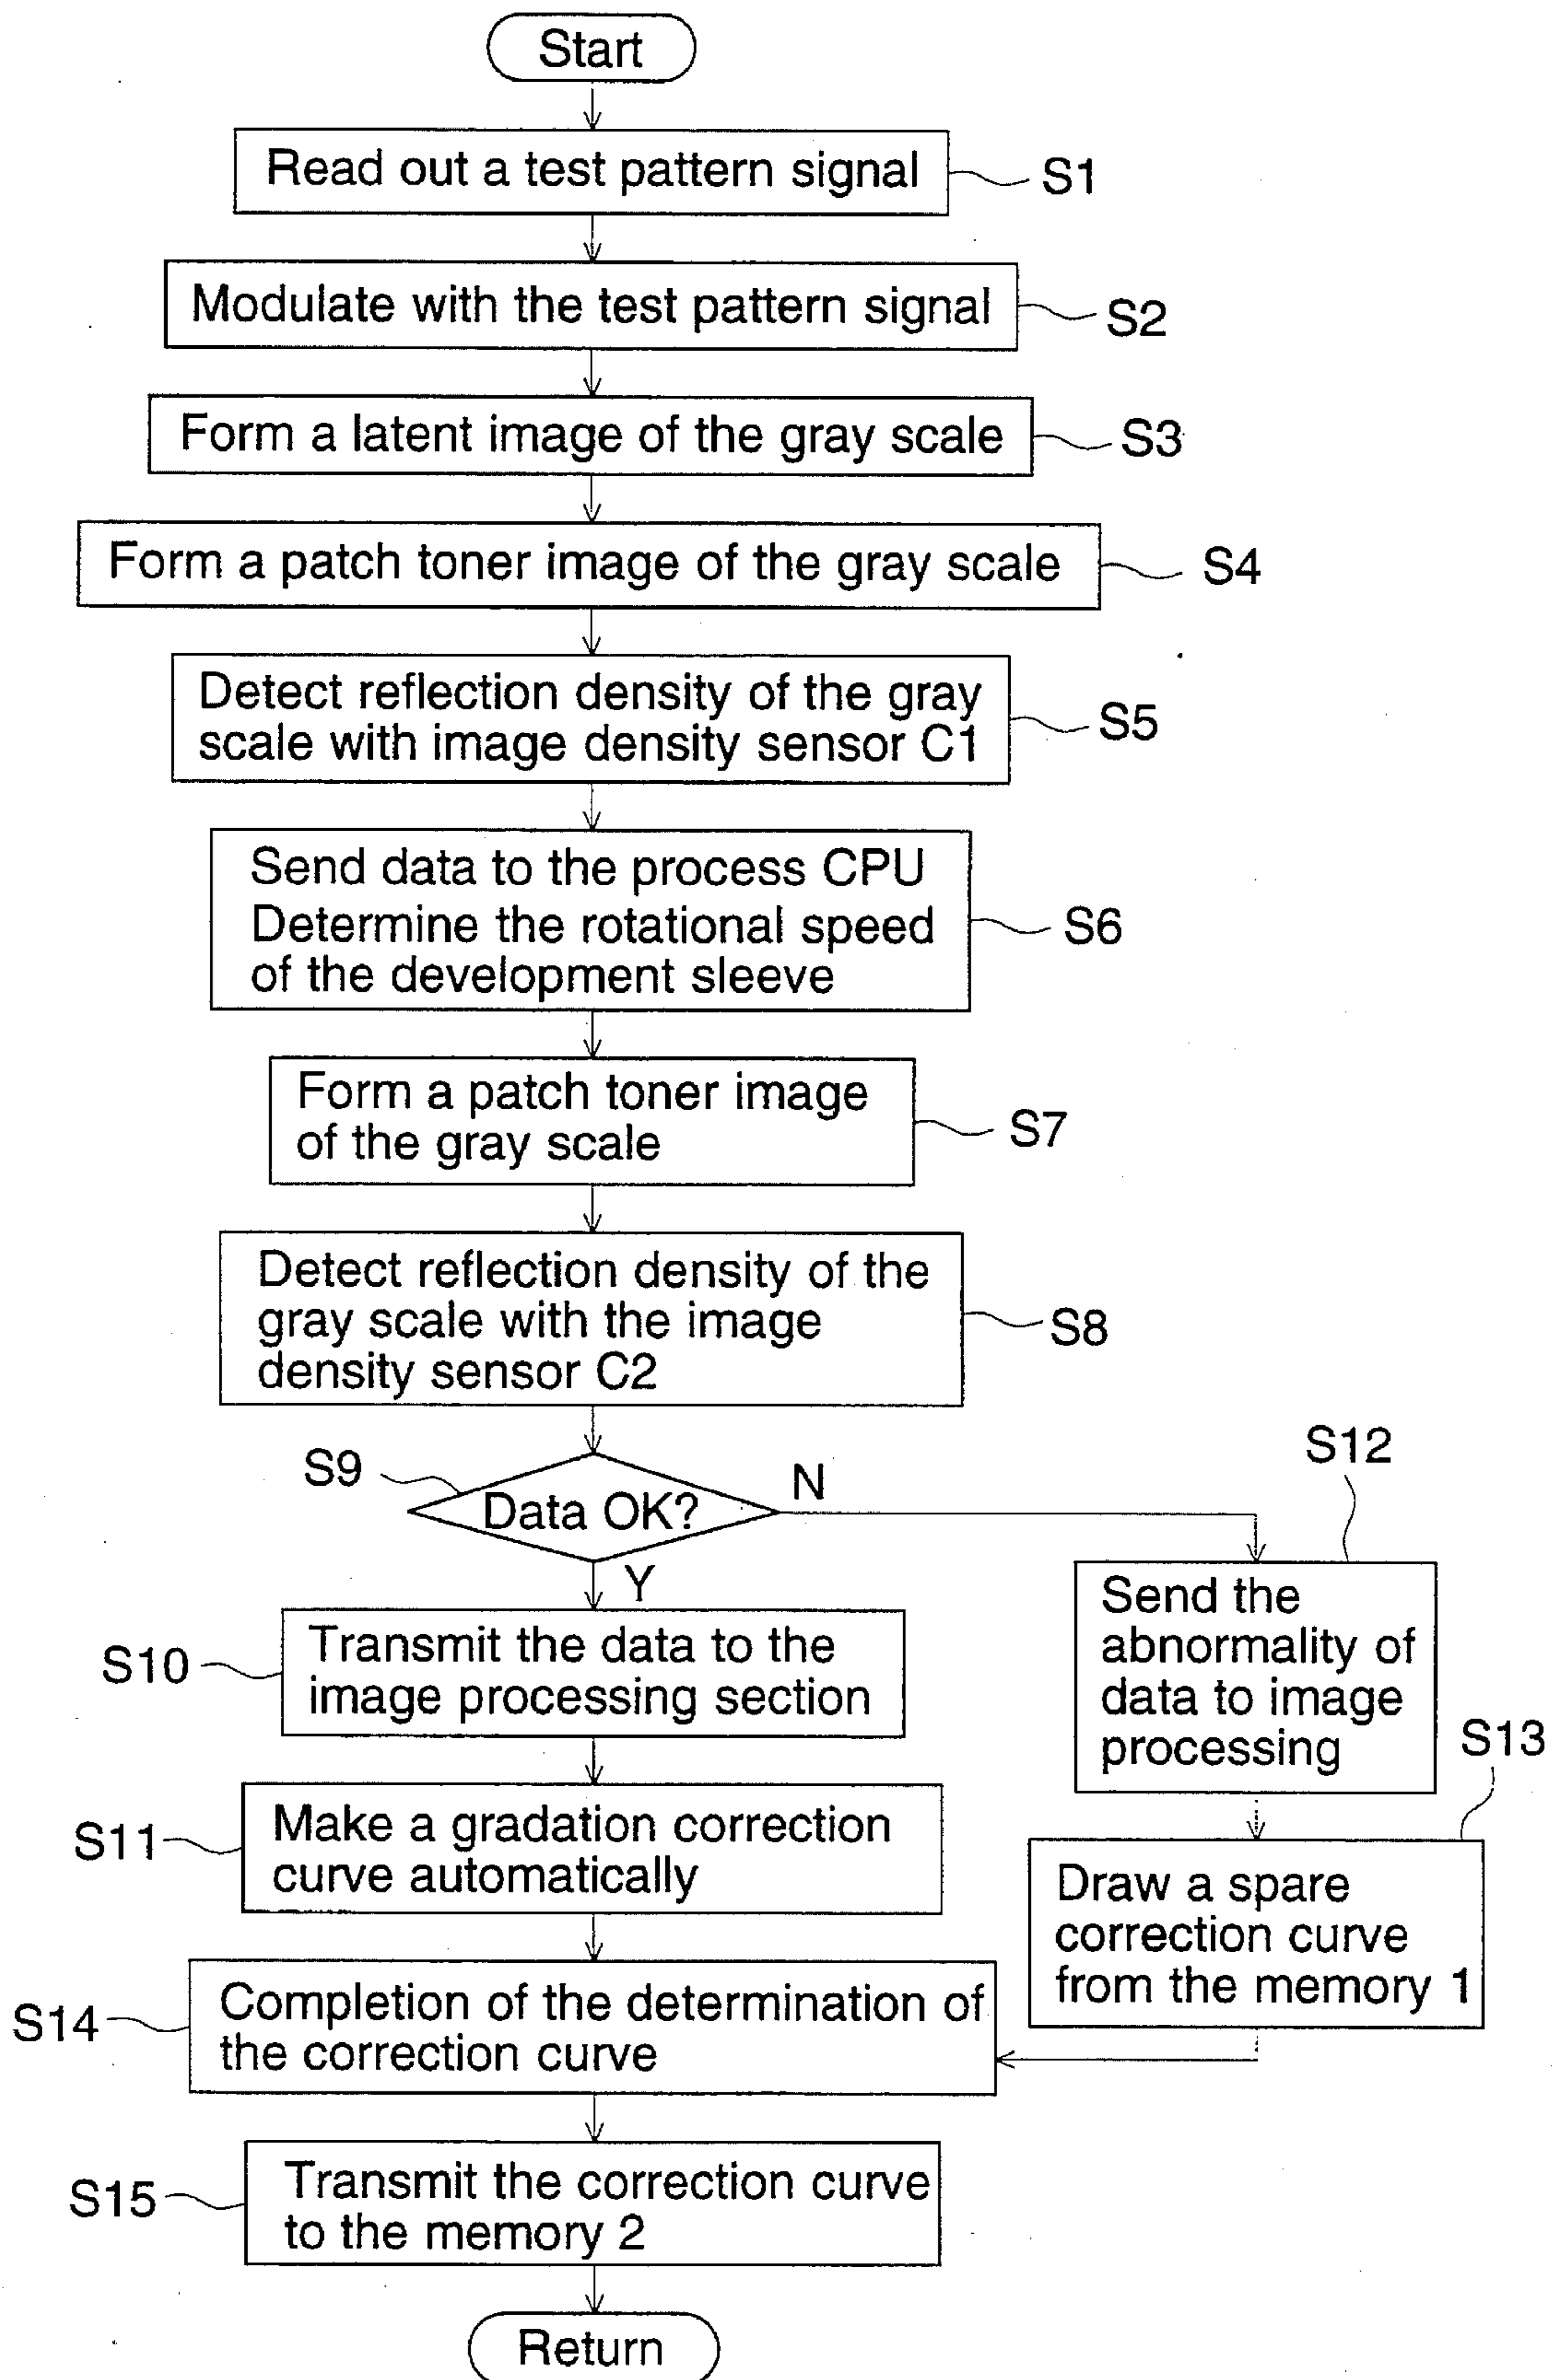 Start
Read out a test pattern signal
S1
Modulate with the test pattern signal
S2
Form a latent image of the gray scale
S3
Form a patch toner image of the gray scale
S4
Detect reflection density of the gray
scale with image density sensor C1
S5
Send data to the process CPU
Determine the rotational speed
of the development sleeve
S6
Form a patch toner image
of the gray scale
S7
Detect reflection density of the
gray scale with the image
density sensor C2
S8
S9
Data OK?
N
Y
S12
Send the
abnormality of
data to image
processing
S10
Transmit the data to the
image processing section
S13
Draw a spare
correction curve
from the memory 1
S11
Make a gradation correction
curve automatically
S14
Completion of the determination of
the correction curve
S15
Transmit the correction curve
to the memory 2
Return